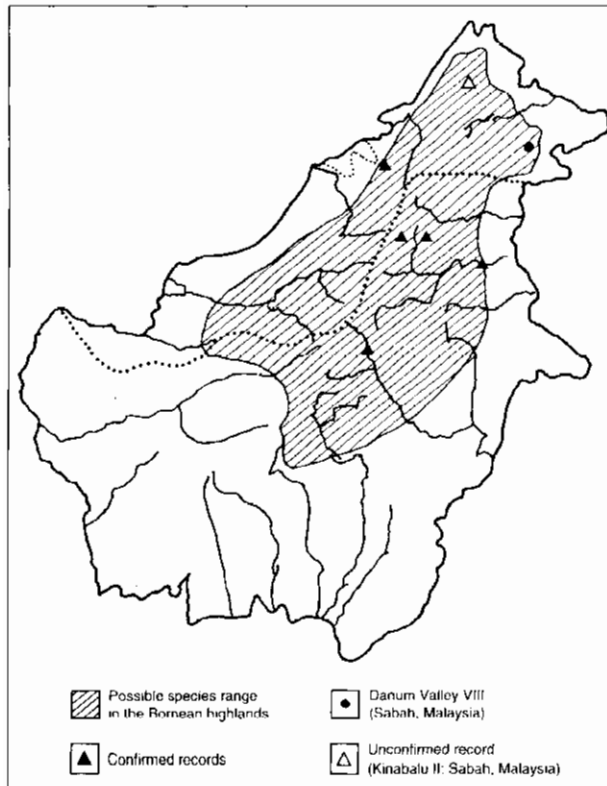 Possible species range
in the Bornean highlands
Danum Valley VIII
(Sabah, Malaysia)
Confirmed records
Unconfirmed record
(Kinabalu II: Sabah, Malaysia)